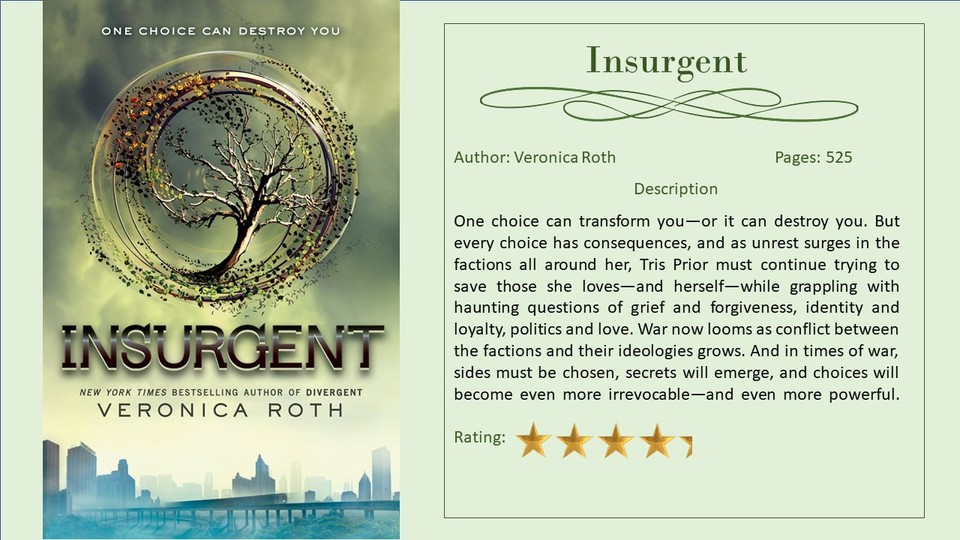 ONE CHOICE CAN DESTROY YOU
INSURGENT
NEW YORK TIMES BESTSELLING AUTHOR OF DIVERGENT
VERONICA ROTH
Insurgent
Author: Veronica Roth Pages: 525
Description
One choice can transform you—or it can destroy you. But
every choice has consequences, and as unrest surges in the
factions all around her, Tris Prior must continue trying to
save those she loves—and herself—while grappling with
haunting questions of grief and forgiveness, identity and
loyalty, politics and love. War now looms as conflict between
the factions and their ideologies grows. And in times of war,
sides must be chosen, secrets will emerge, and choices will
become even more irrevocable—and even more powerful.
Rating: